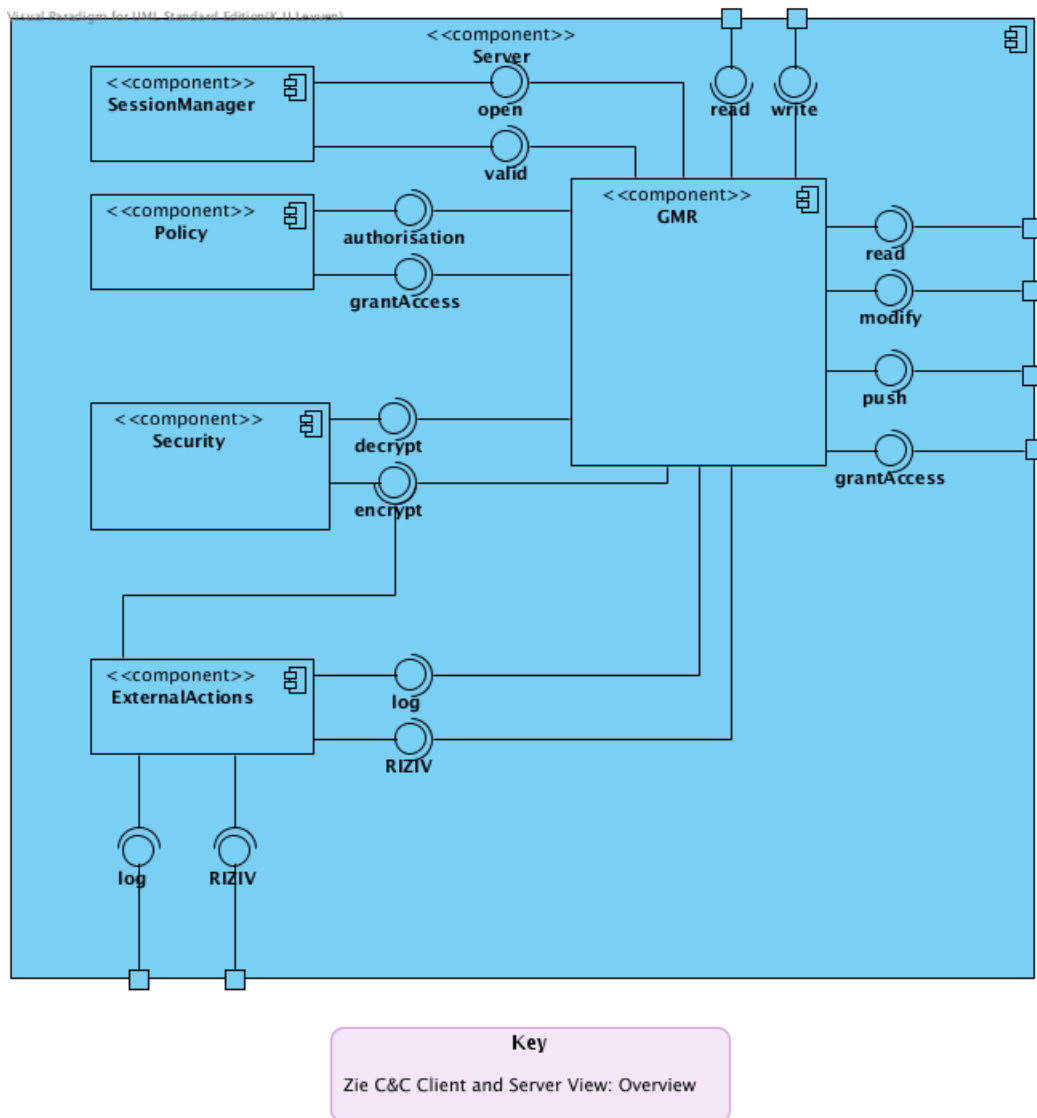 Visual Paradigm for UML Standard Edition(K.U.Leuven)
<<component>>
Server
<<component>>
SessionManager
open
read
write
valid
<<component>>
Policy
authorisation
grantAccess
<<component>>
GMR
read
modify
push
grantAccess
<<component>>
Security
decrypt
encrypt
<<component>>
ExternalActions
log
RIZIV
log
RIZIV
Key
Zie C&C Client and Server View: Overview